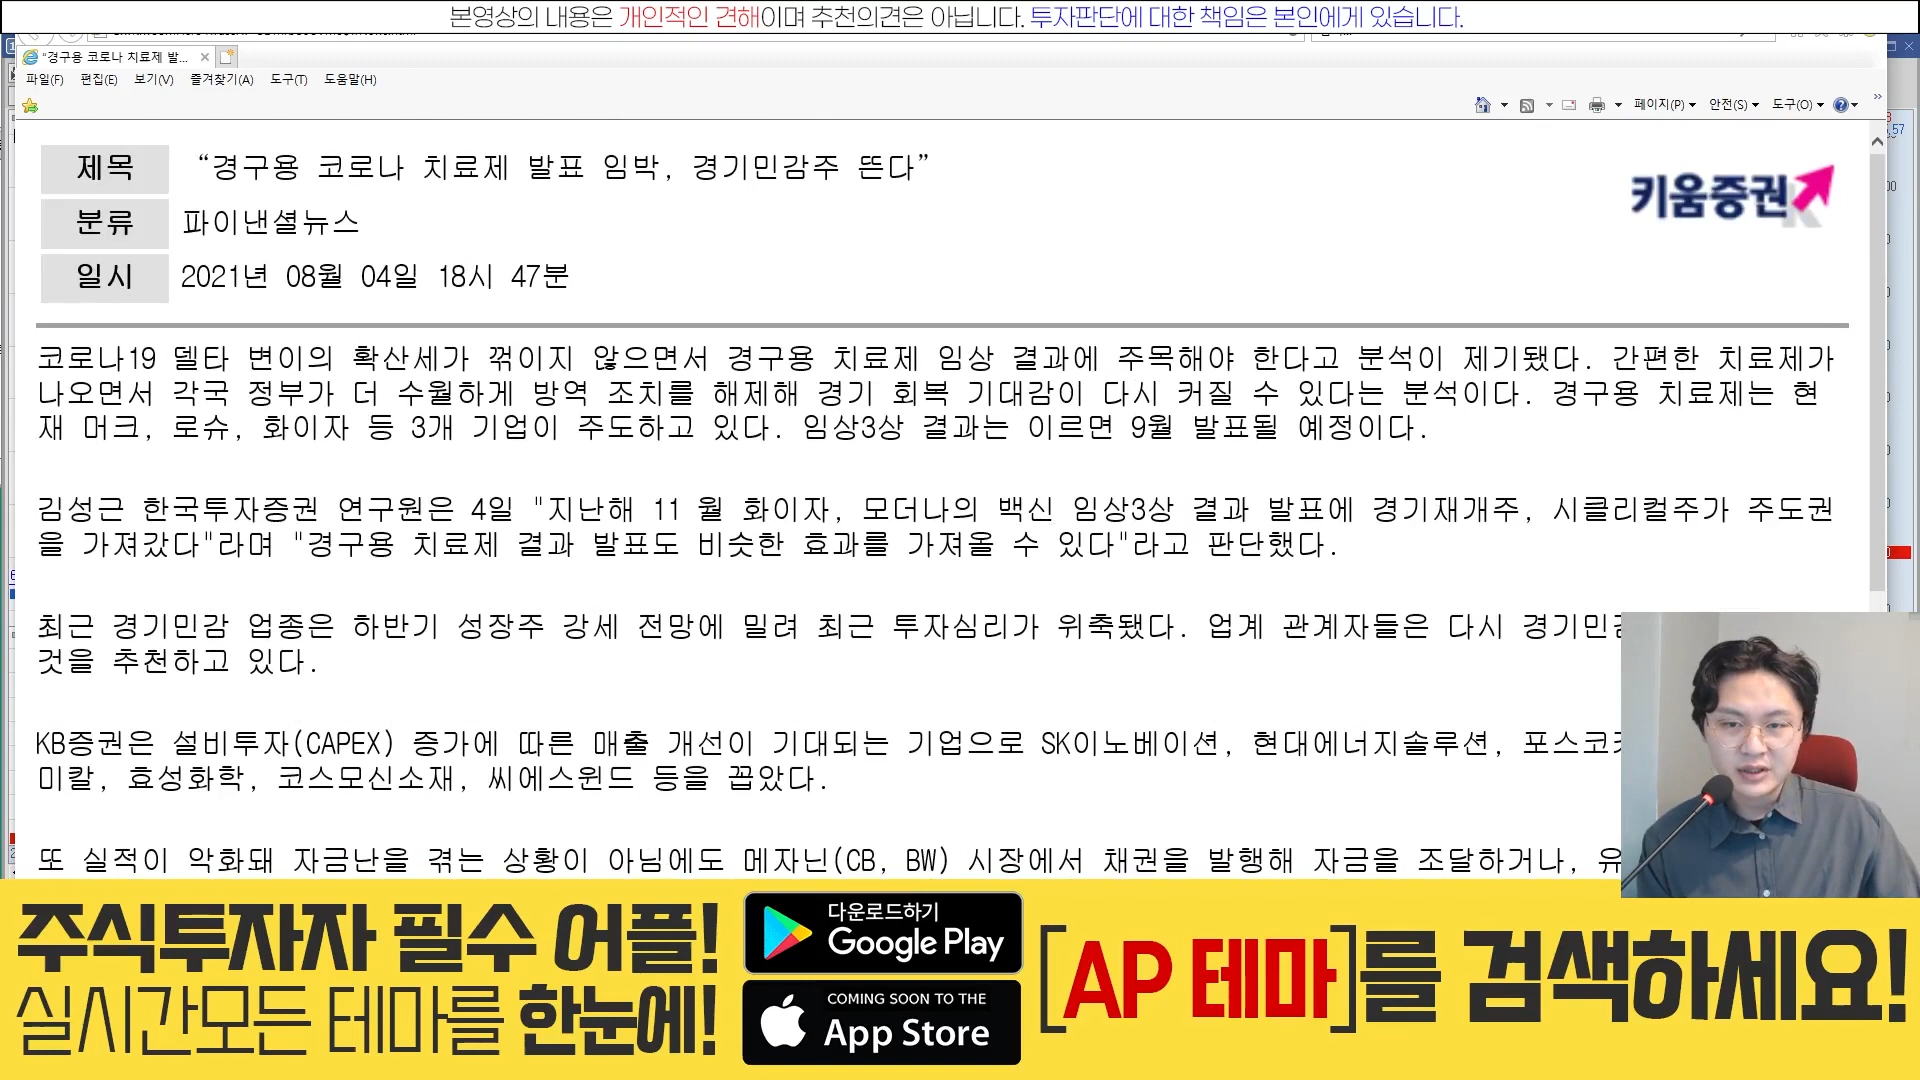 본영상의 내용은 개인적인 견해이며 추천의견은 아닙니다. 투자판단에 대한 책임은 본인에게 있습니다.
"경구용 코로나 치료제 발...
파일(F) 편집(E) 보기(V) 즐겨찾기(A) 도구(T) 도움말(H)
페이지(P) 안전(S) 도구(O)
제목 “경구용 코로나 치료제 발표 임박, 경기민감주 뜬다”
키움증권
분류 파이낸셜뉴스
일시 2021년 08월 04일 18시 47분
코로나19 델타 변이의 확산세가 꺾이지 않으면서 경구용 치료제 임상 결과에 주목해야 한다고 분석이 제기됐다. 간편한 치료제가
나오면서 각국 정부가 더 수월하게 방역 조치를 해제해 경기 회복 기대감이 다시 커질 수 있다는 분석이다. 경구용 치료제는 현
재 머크, 로슈, 화이자 등 3개 기업이 주도하고 있다. 임상3상 결과는 이르면 9월 발표될 예정이다.
김성근 한국투자증권 연구원은 4일 "지난해 11 월 화이자, 모더나의 백신 임상3상 결과 발표에 경기재개주, 시클리컬주가 주도권
을 가져갔다"라며 "경구용 치료제 결과 발표도 비슷한 효과를 가져올 수 있다"라고 판단했다.
최근 경기민감 업종은 하반기 성장주 강세 전망에 밀려 최근 투자심리가 위축됐다. 업계 관계자들은 다시 경기민
것을 추천하고 있다.
KB증권은 설비투자(CAPEX) 증가에 따른 매출 개선이 기대되는 기업으로 SK이노베이션, 현대에너지솔루션, 포스코
미칼, 효성화학, 코스모신소재, 씨에스윈드 등을 꼽았다.
또 실적이 악화돼 자금난을 겪는 상황이 아님에도 메자닌(CB, BW) 시장에서 채권을 발행해 자금을 조달하거나, 유
주식투자자 필수 어플!
실시간모든 테마를 한눈에!
다운로드하기
Google Play
COMING SOON TO THE
App Store
[AP 테마]를 검색하세요!